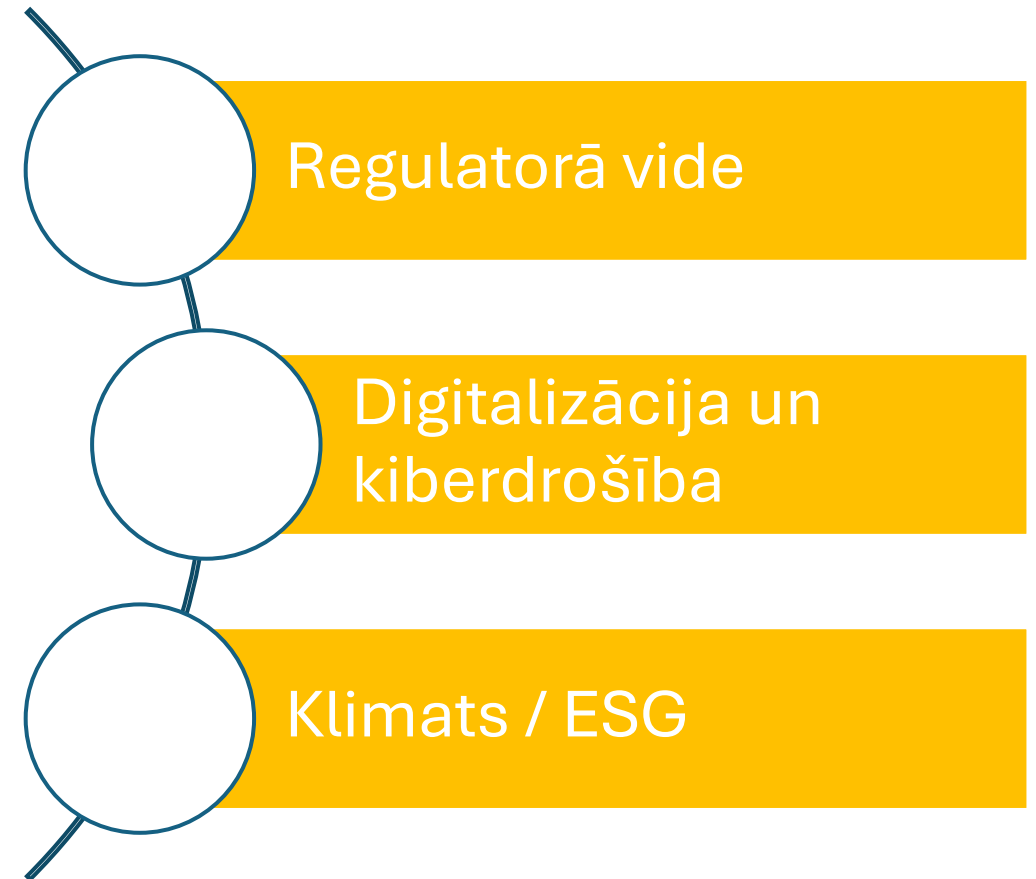 Regulatorā vide
Digitalizācija un
kiberdrošība
Klimats / ESG